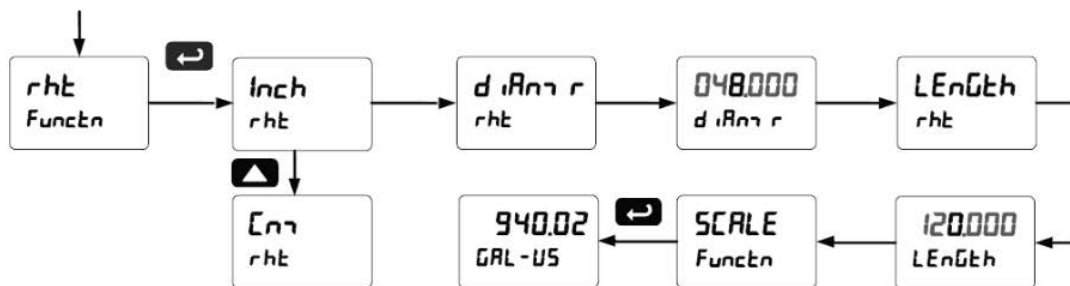 rht
Functn
Inch
rht
diAmtr
rht
048.000
diAmtr
LEnGth
rht
Cm
rht
940.02
GAL-US
SCALE
Functn
120.000
LEnGth